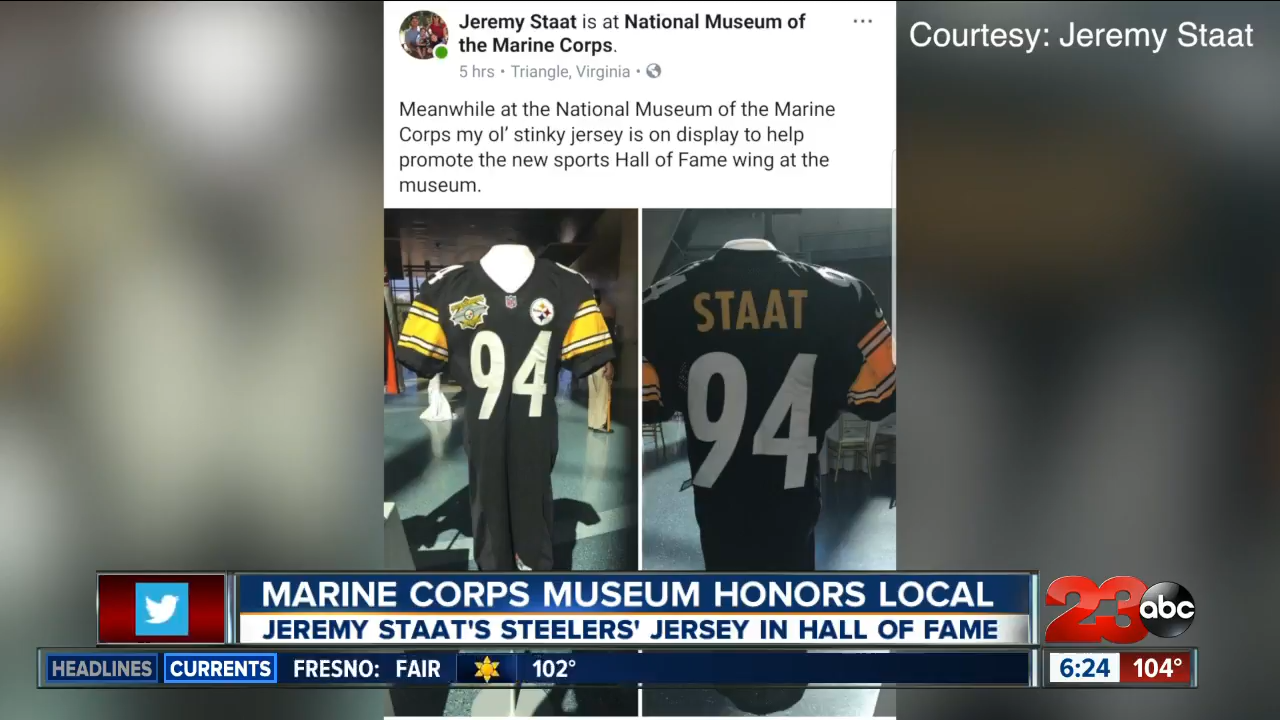 Jeremy Staat is at National Museum of
the Marine Corps.
5 hrs • Triangle, Virginia •
Courtesy: Jeremy Staat
Meanwhile at the National Museum of the Marine
Corps my ol' stinky jersey is on display to help
promote the new sports Hall of Fame wing at the
museum.
94
STAAT
94
MARINE CORPS MUSEUM HONORS LOCAL
JEREMY STAAT'S STEELERS' JERSEY IN HALL OF FAME
23 abc
HEADLINES CURRENTS FRESNO: FAIR 102°
6:24 104°